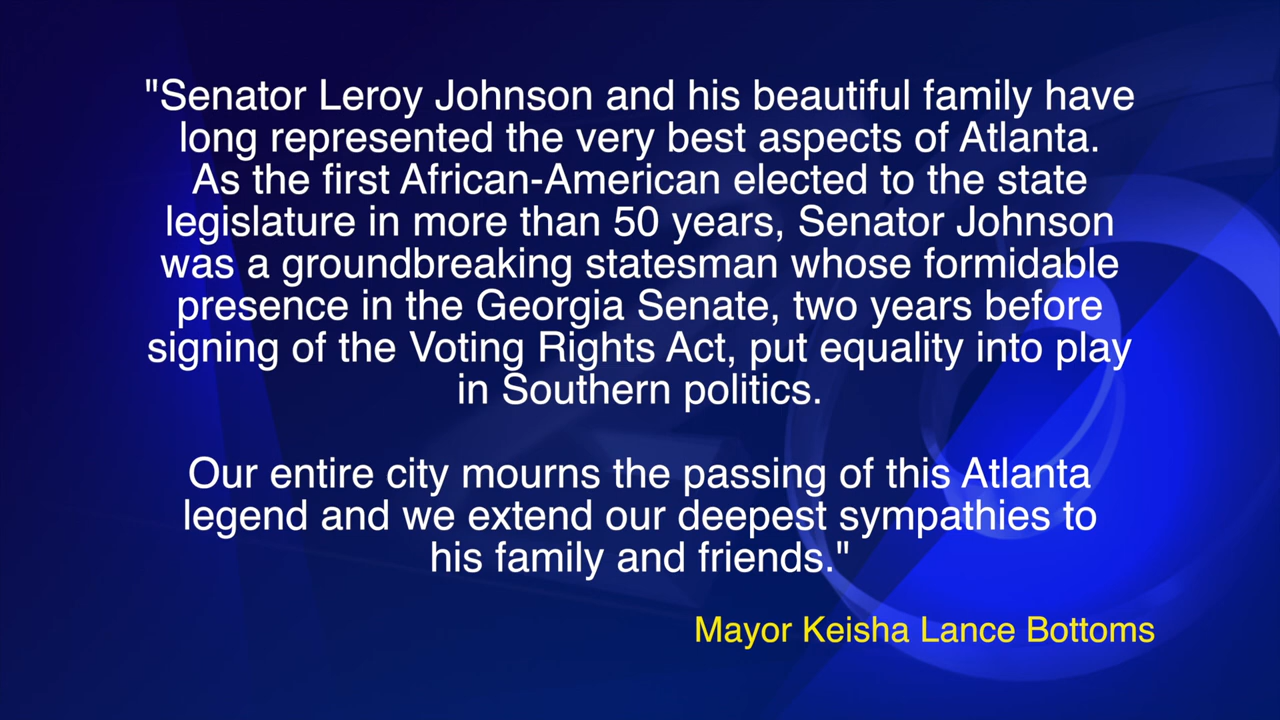 "Senator Leroy Johnson and his beautiful family have
long represented the very best aspects of Atlanta.
As the first African-American elected to the state
legislature in more than 50 years, Senator Johnson
was a groundbreaking statesman whose formidable
presence in the Georgia Senate, two years before
signing of the Voting Rights Act, put equality into play
in Southern politics.
Our entire city mourns the passing of this Atlanta
legend and we extend our deepest sympathies to
his family and friends."
Mayor Keisha Lance Bottoms